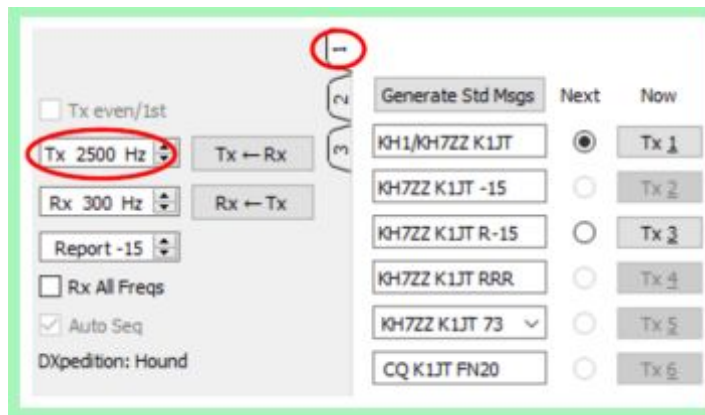 1
2
3
Tx even/1st
Tx 2500 Hz
Tx ← Rx
Rx 300 Hz
Rx ← Tx
Report -15
Rx All Freqs
Auto Seq
DXpedition: Hound
Generate Std Msgs Next Now
KH1/KH7ZZ K1JT Tx 1
KH7ZZ K1JT -15 Tx 2
KH7ZZ K1JT R-15 Tx 3
KH7ZZ K1JT RRR Tx 4
KH7ZZ K1JT 73 Tx 5
CQ K1JT FN20 Tx 6